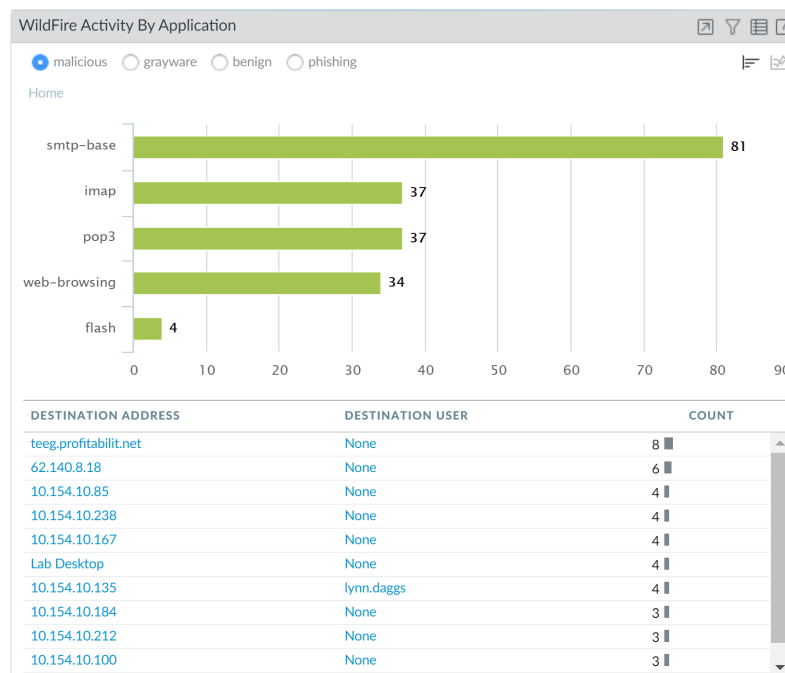 WildFire Activity By Application
malicious grayware benign phishing
Home
smtp-base 81
imap 37
pop3 37
web-browsing 34
flash 4
0 10 20 30 40 50 60 70 80 90
DESTINATION ADDRESS DESTINATION USER COUNT
teeg.profitabilit.net None 8
62.140.8.18 None 6
10.154.10.85 None 4
10.154.10.238 None 4
10.154.10.167 None 4
Lab Desktop None 4
10.154.10.135 lynn.daggs 4
10.154.10.184 None 3
10.154.10.212 None 3
10.154.10.100 None 3